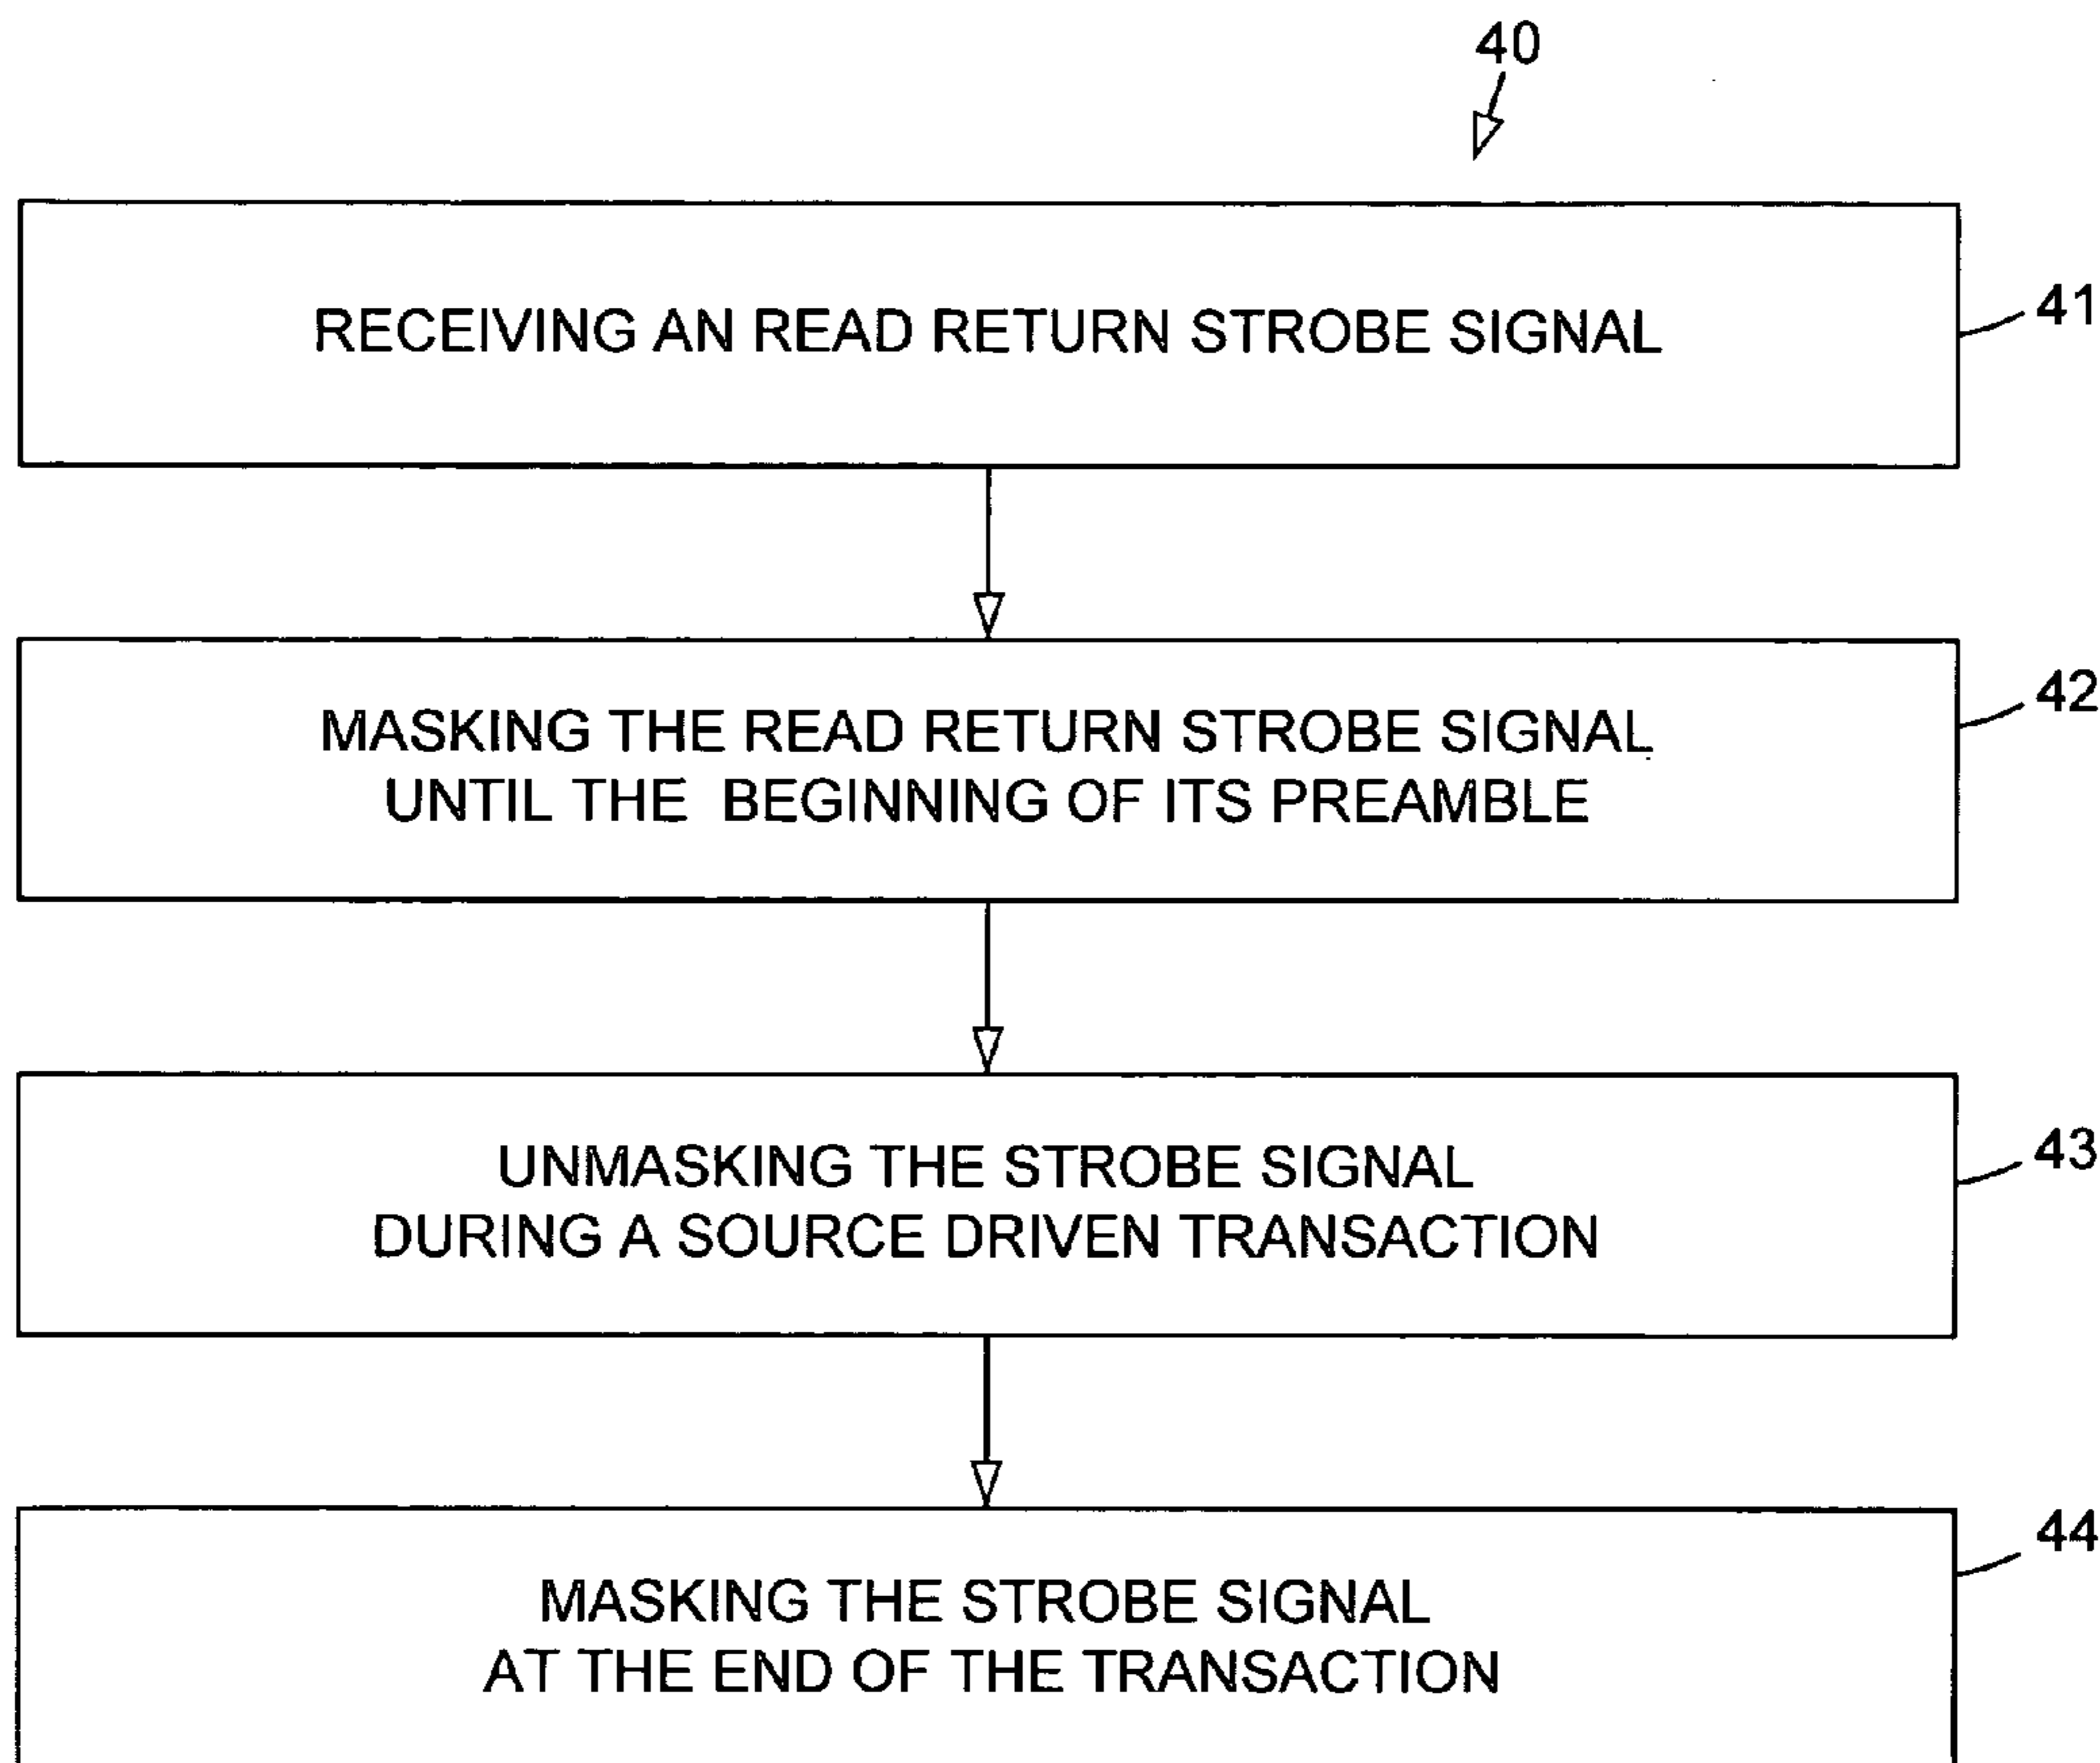 40
RECEIVING AN READ RETURN STROBE SIGNAL
41
MASKING THE READ RETURN STROBE SIGNAL
UNTIL THE BEGINNING OF ITS PREAMBLE
42
UNMASKING THE STROBE SIGNAL
DURING A SOURCE DRIVEN TRANSACTION
43
MASKING THE STROBE SIGNAL
AT THE END OF THE TRANSACTION
44